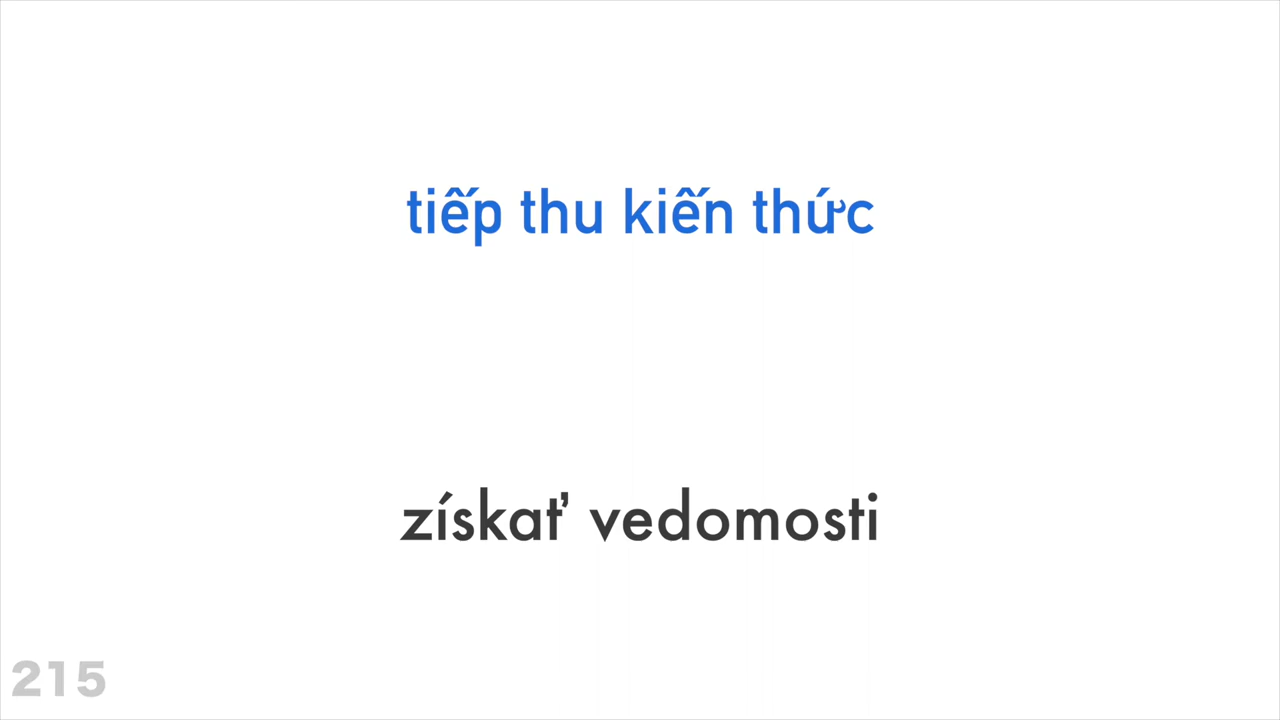 tiếp thu kiến thức
získať vedomosti
215